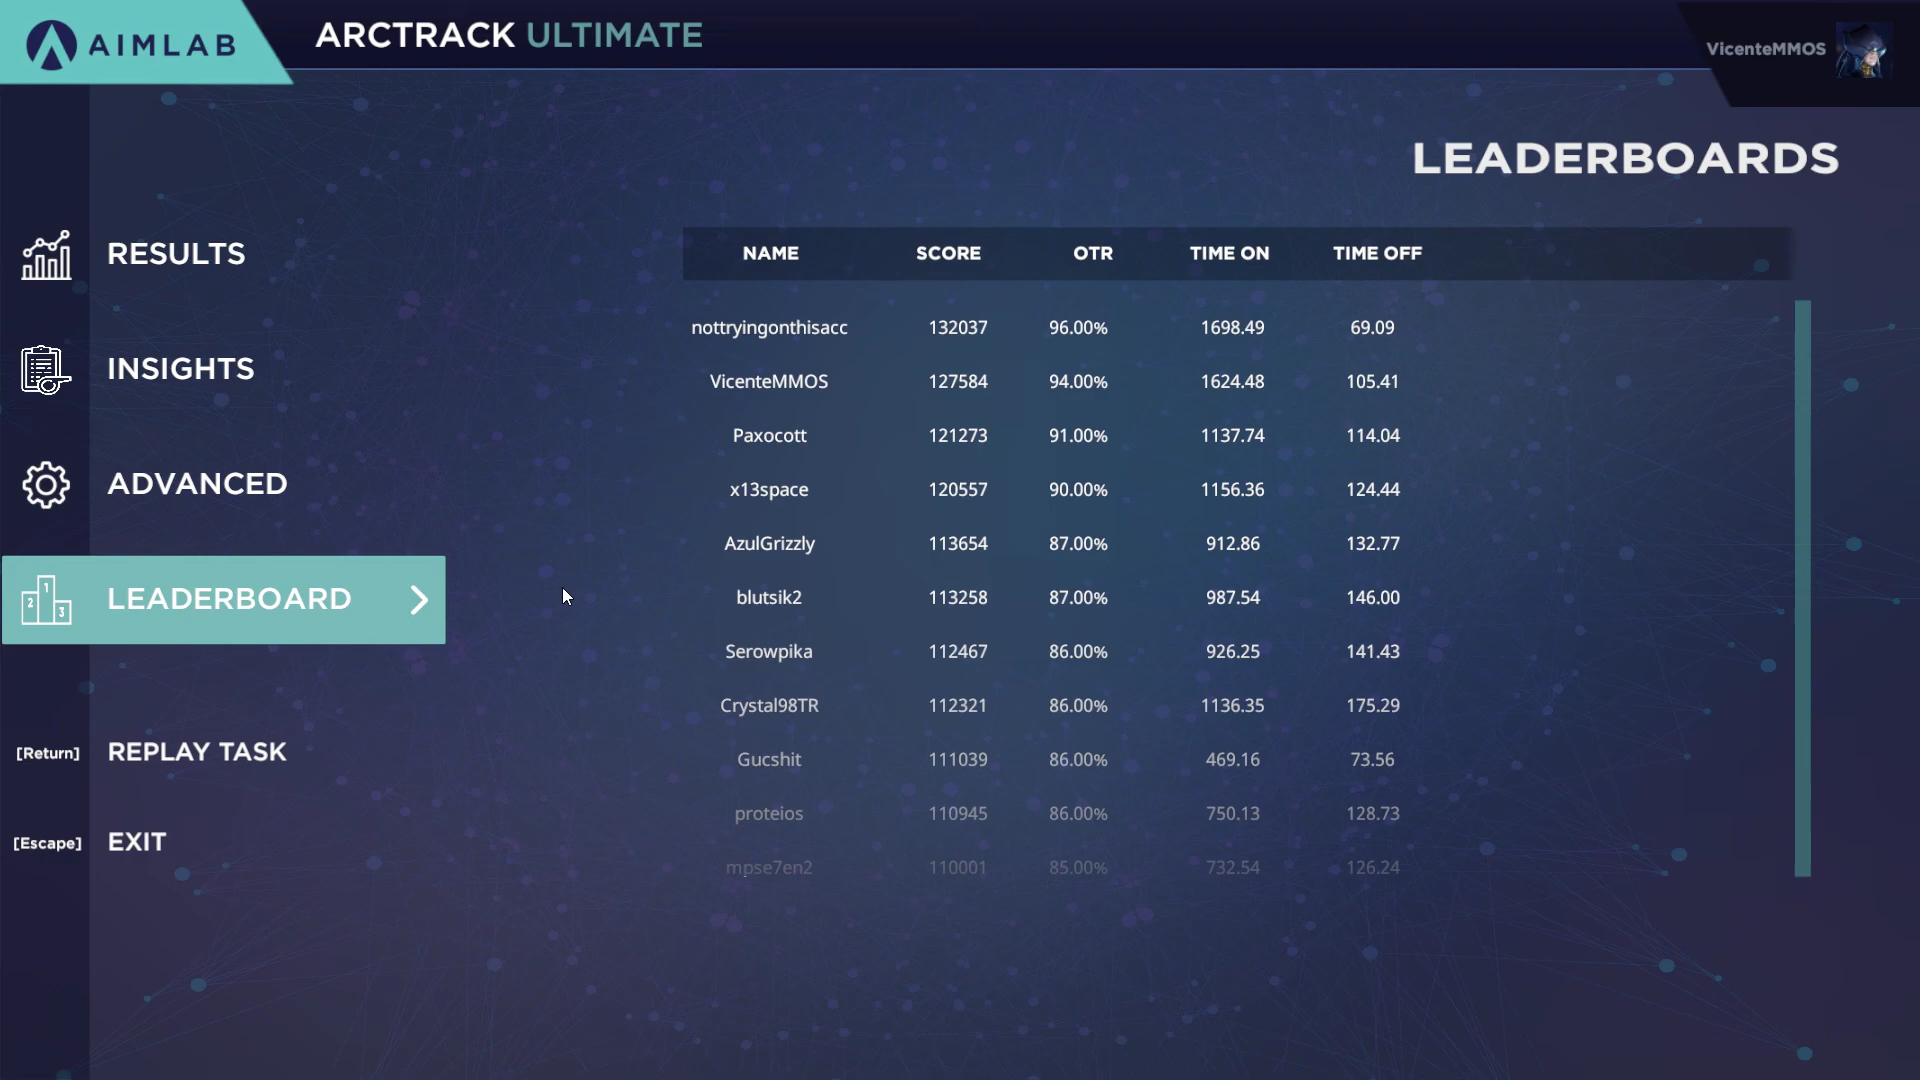 AIMLAB
ARCTRACK ULTIMATE
VicenteMMOS
LEADERBOARDS
RESULTS
INSIGHTS
ADVANCED
1
2
3
LEADERBOARD
[Return] REPLAY TASK
[Escape] EXIT
NAME SCORE OTR TIME ON TIME OFF
nottryingonthisacc 132037 96.00% 1698.49 69.09
VicenteMMOS 127584 94.00% 1624.48 105.41
Paxocott 121273 91.00% 1137.74 114.04
x13space 120557 90.00% 1156.36 124.44
AzulGrizzly 113654 87.00% 912.86 132.77
blutsik2 113258 87.00% 987.54 146.00
Serowpika 112467 86.00% 926.25 141.43
Crystal98TR 112321 86.00% 1136.35 175.29
Gucshit 111039 86.00% 469.16 73.56
proteios 110945 86.00% 750.13 128.73
mpse7en2 110001 85.00% 732.54 126.24